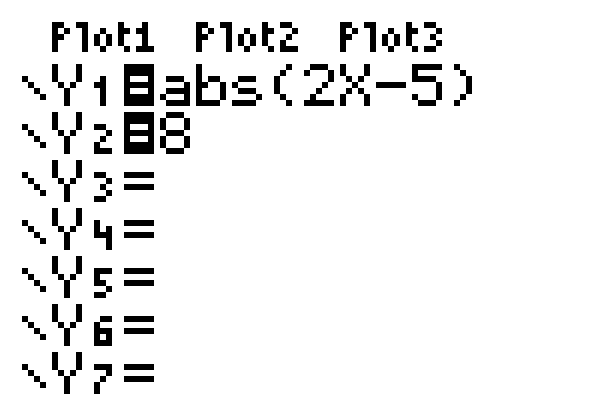 Plot1 Plot2 Plot3
\Y1=abs(2X-5)
\Y2=8
\Y3=
\Y4=
\Y5=
\Y6=
\Y7=